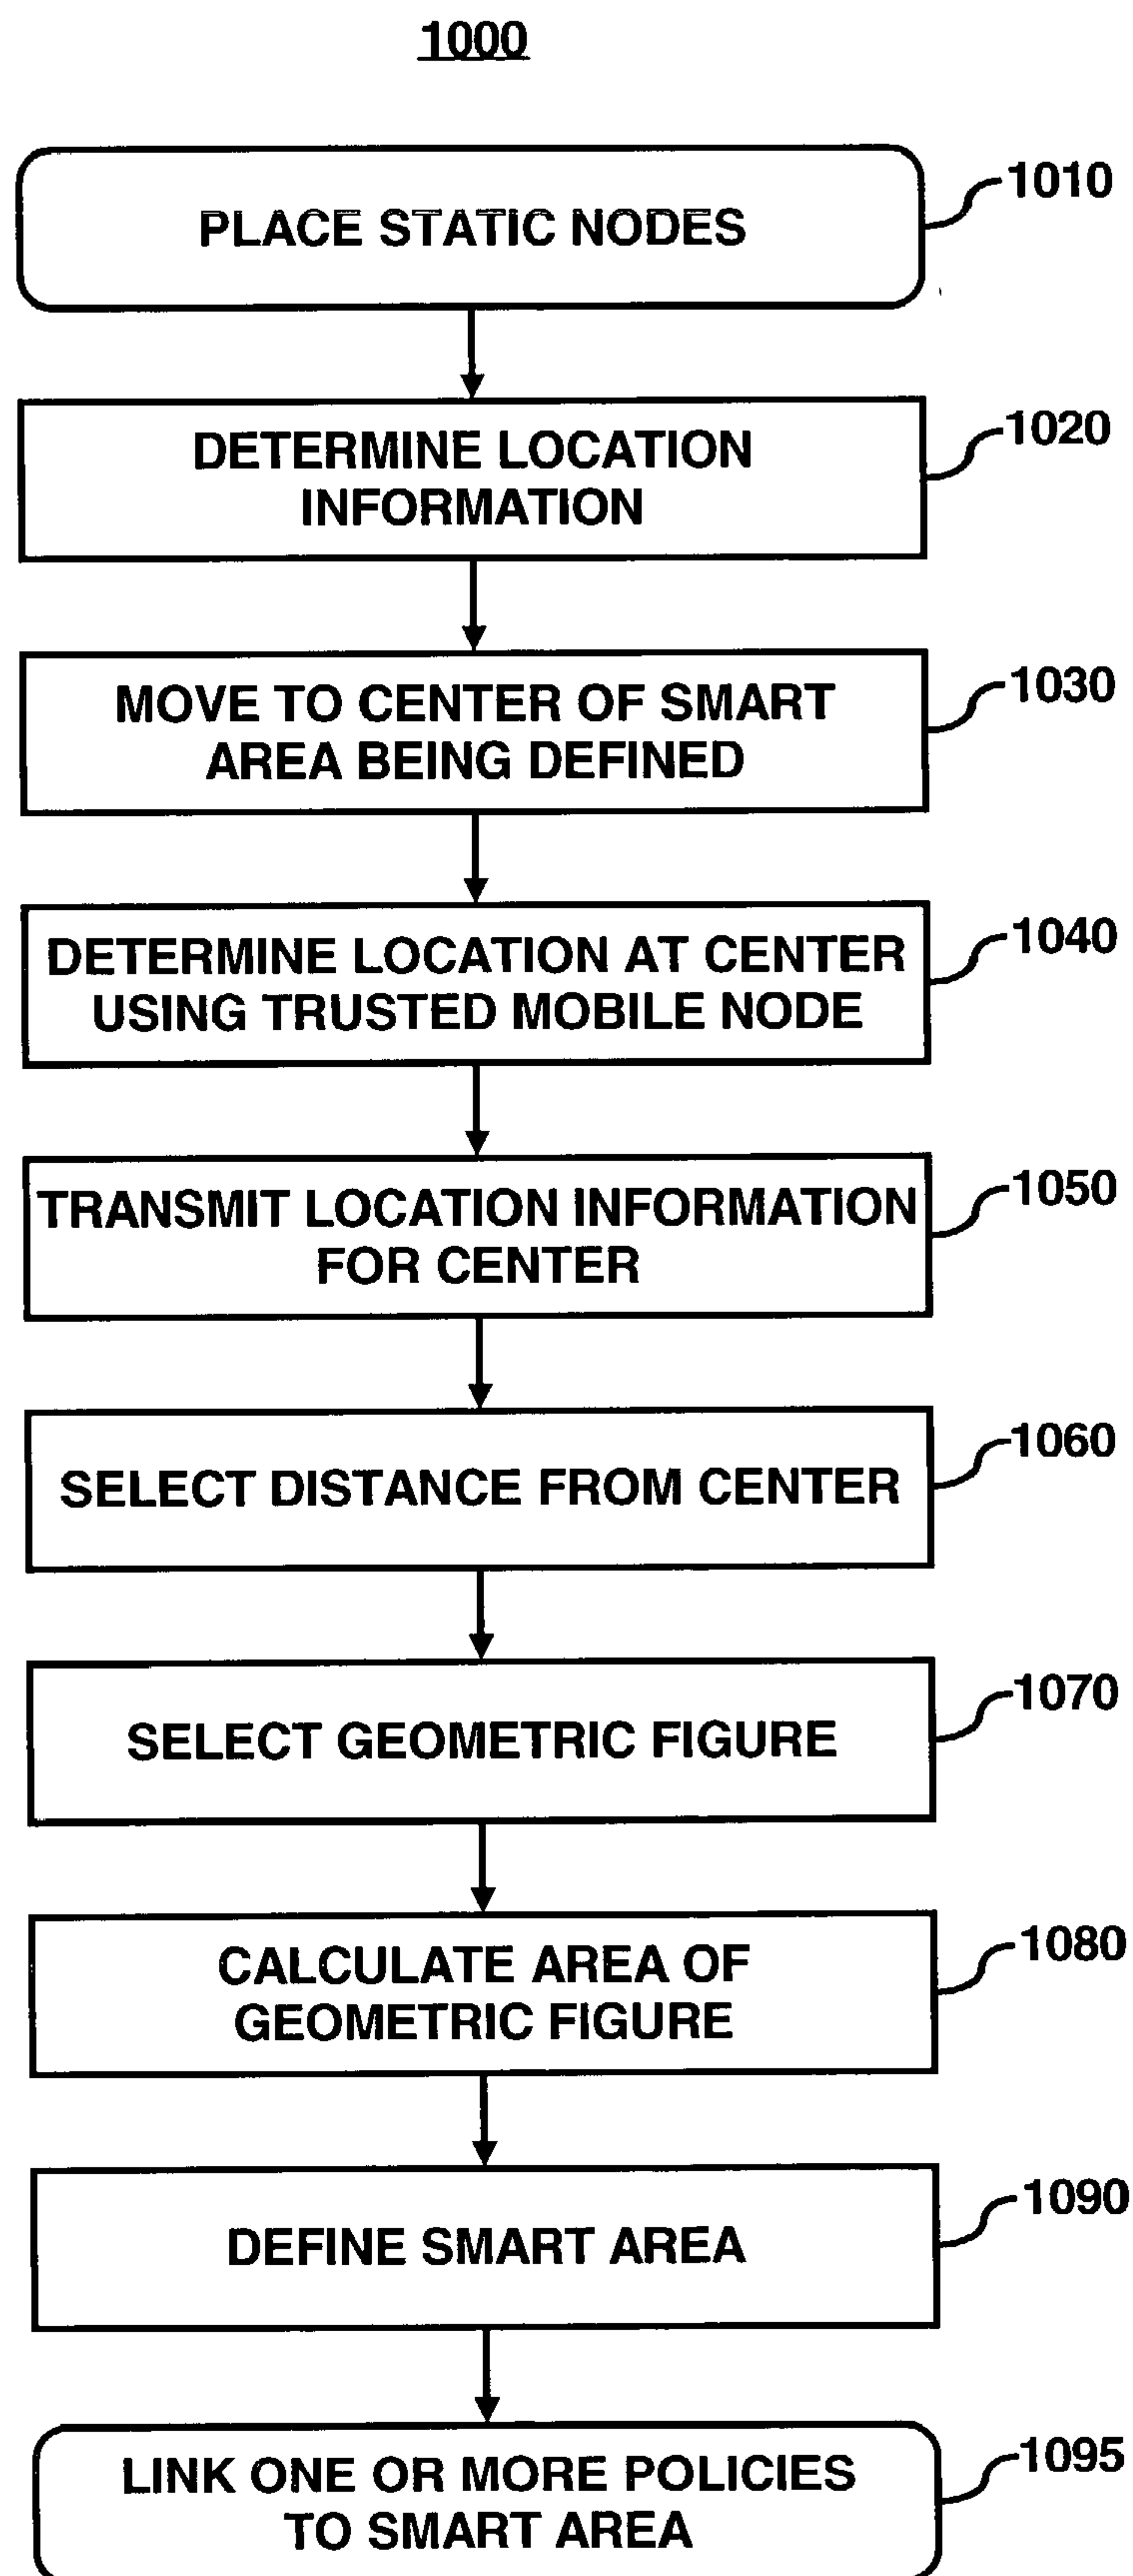 1000
PLACE STATIC NODES
1010
DETERMINE LOCATION
INFORMATION
1020
MOVE TO CENTER OF SMART
AREA BEING DEFINED
1030
DETERMINE LOCATION AT CENTER
USING TRUSTED MOBILE NODE
1040
TRANSMIT LOCATION INFORMATION
FOR CENTER
1050
SELECT DISTANCE FROM CENTER
1060
SELECT GEOMETRIC FIGURE
1070
CALCULATE AREA OF
GEOMETRIC FIGURE
1080
DEFINE SMART AREA
1090
LINK ONE OR MORE POLICIES
TO SMART AREA
1095